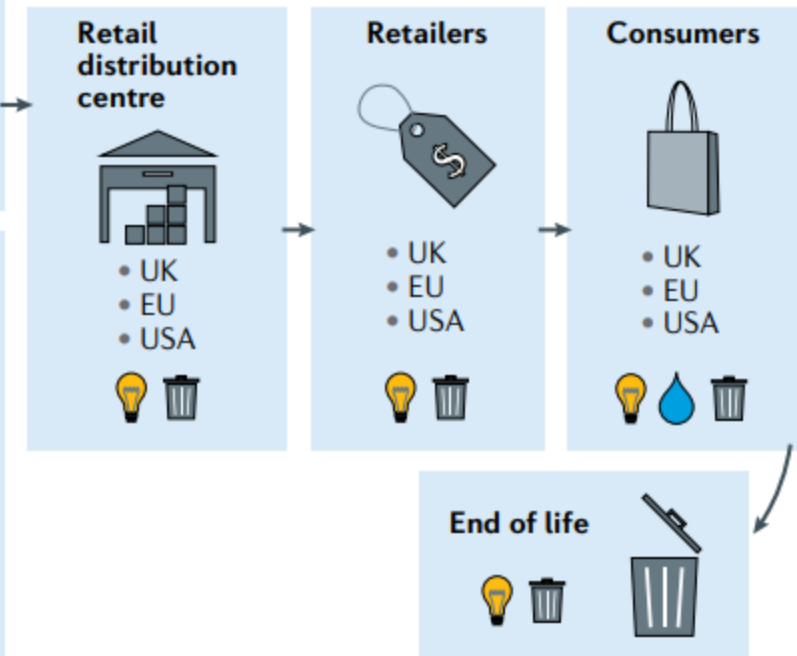 Retail
distribution
centre
• UK
• EU
• USA
Retailers
$
• UK
• EU
• USA
Consumers
• UK
• EU
• USA
End of life